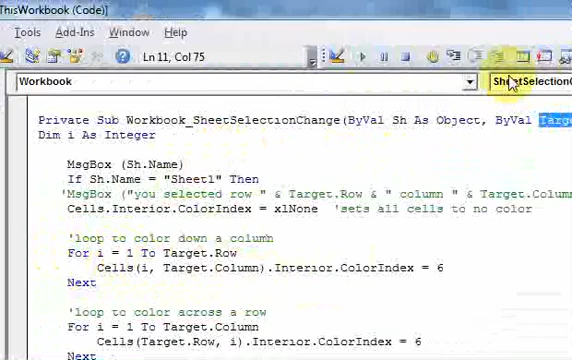 ThisWorkbook (Code)]
Tools Add-Ins Window Help
Ln 11, Col 75
Workbook
SheetSelection
Private Sub Workbook_SheetSelectionChange(ByVal Sh As Object, ByVal Targe
Dim i As Integer
MsgBox (Sh.Name)
If Sh.Name = "Sheet1" Then
'MsgBox ("you selected row " & Target.Row & " column " & Target.Column
Cells.Interior.ColorIndex = xlNone 'sets all cells to no color
'loop to color down a column
For i = 1 To Target.Row
Cells(i, Target.Column).Interior.ColorIndex = 6
Next
'loop to color across a row
For i = 1 To Target.Column
Cells(Target.Row, i).Interior.ColorIndex = 6
Next